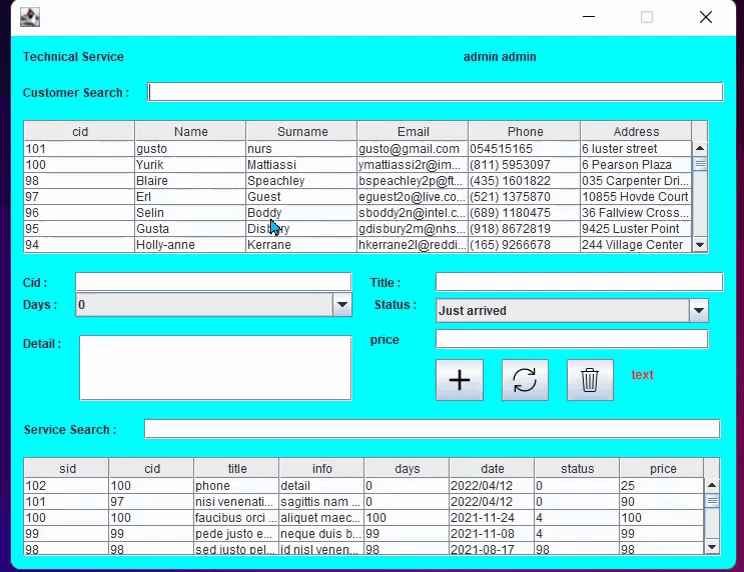 Technical Service admin admin
Customer Search :
cid Name Surname Email Phone Address
101 gusto nurs gusto@gmail.com 054515165 6 luster street
100 Yurik Mattiassi ymattiassi2r@im... (811) 5953097 6 Pearson Plaza
98 Blaire Speachley bspeachley2p@ft... (435) 1601822 035 Carpenter Dri...
97 Erl Guest eguest2o@live.co... (521) 1375870 10855 Hovde Court
96 Selin Boddy sboddy2n@intel.c... (689) 1180475 36 Fallview Cross...
95 Gusta Disbury gdisbury2m@nhs... (918) 8672819 9425 Luster Point
94 Holly-anne Kerrane hkerrane2l@reddi... (165) 9266678 244 Village Center
Cid : Title :
Days : 0 Status : Just arrived
Detail : price
text
Service Search :
sid cid title info days date status price
102 100 phone detail 0 2022/04/12 0 25
101 97 nisi venenati... sagittis nam ... 0 2022/04/12 0 90
100 100 faucibus orci ... aliquet maec... 100 2021-11-24 4 100
99 99 pede justo e... neque duis b... 99 2021-11-08 4 99
98 98 sed justo pel... id nisl venen... 98 2021-08-17 98 98